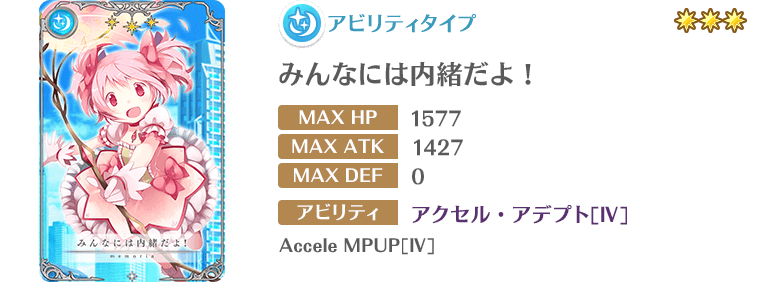 アビリティタイプ
みんなには内緒だよ！
MAX HP 1577
MAX ATK 1427
MAX DEF 0
アビリティ アクセル・アデプト[Ⅳ]
Accele MPUP[Ⅳ]
みんなには内緒だよ!
memoria